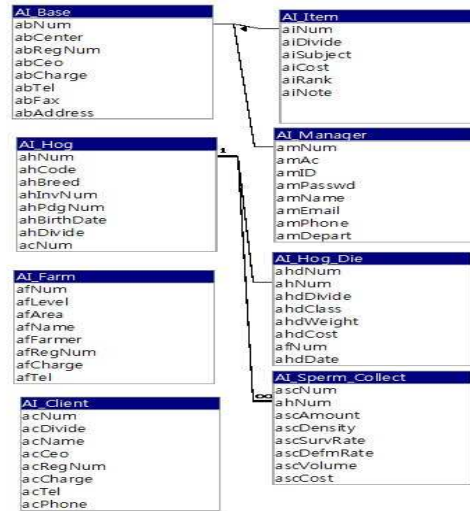 AI_Base
abNum
abCenter
abRegNum
abCeo
abCharge
abTel
abFax
abAddress
AI_Item
aiNum
aiDivide
aiSubject
aiCost
aiRank
aiNote
AI_Hog
ahNum
ahCode
ahBreed
ahInvNum
ahPdgNum
ahBirthDate
ahDivide
acNum
1
AI_Manager
amNum
amAc
amID
amPasswd
amName
amEmail
amPhone
amDepart
AI_Farm
afNum
afLevel
afArea
afName
afFarmer
afRegNum
afCharge
afTel
AI_Hog_Die
ahdNum
ahNum
ahdDivide
ahdClass
ahdWeight
ahdCost
afNum
ahdDate
AI_Client
acNum
acDivide
acName
acCeo
acRegNum
acCharge
acTel
acPhone
∞
AI_Sperm_Collect
ascNum
ahNum
ascAmount
ascDensity
ascSurvRate
ascDefmRate
ascVolume
ascCost